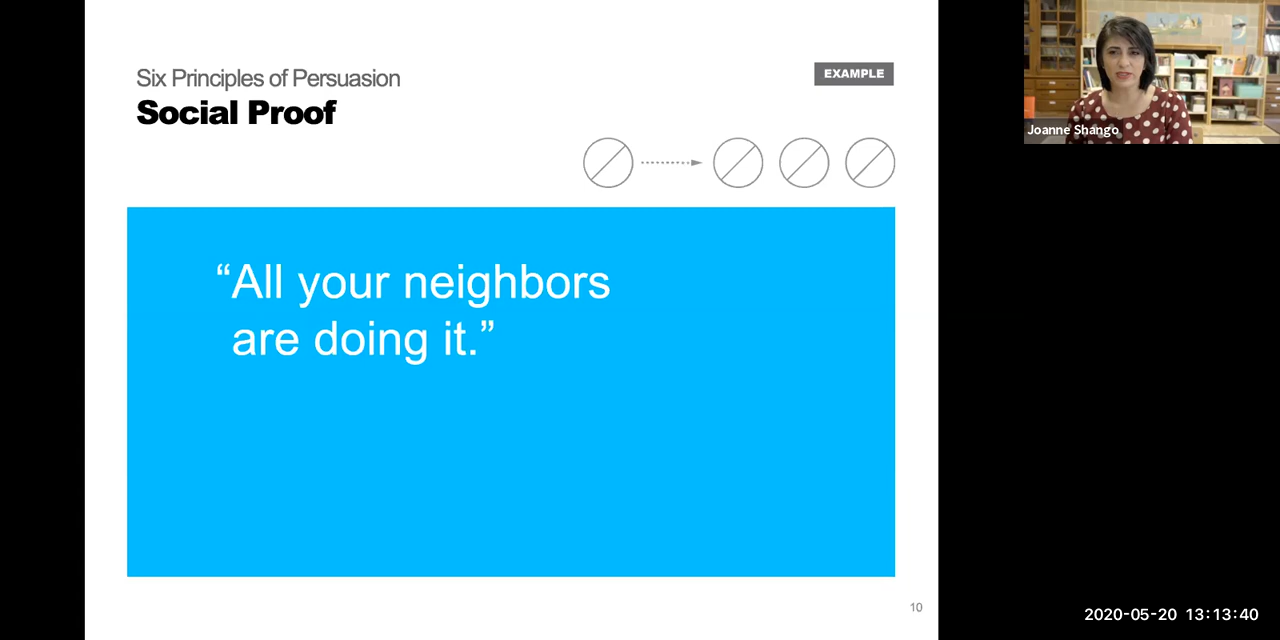 Six Principles of Persuasion
Social Proof
EXAMPLE
“All your neighbors
are doing it.”
10
Joanne Shango
2020-05-20 13:13:40